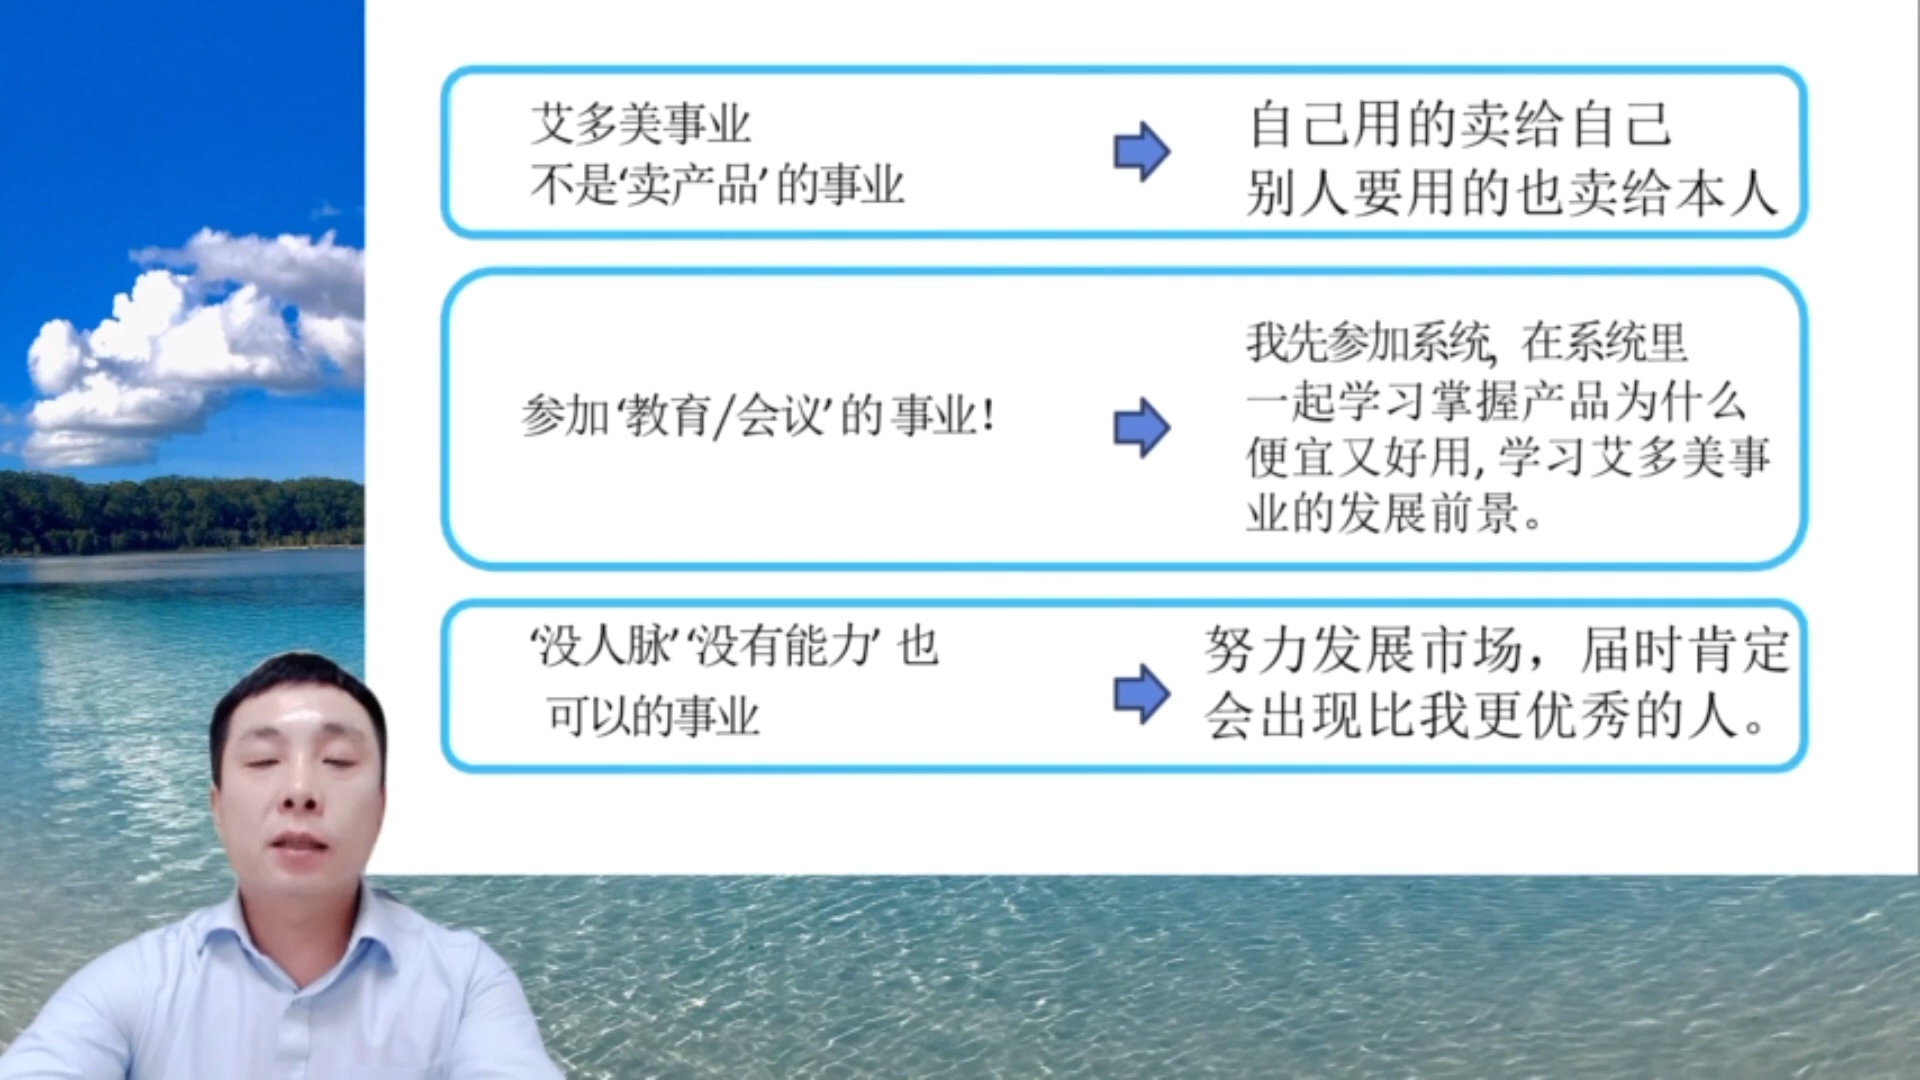 艾多美事业
不是‘卖产品’的事业
自己用的卖给自己
别人要用的也卖给本人
参加‘教育/会议’的事业！
我先参加系统，在系统里
一起学习掌握产品为什么
便宜又好用, 学习艾多美事
业的发展前景。
‘没人脉’‘没有能力’ 也
可以的事业
努力发展市场，届时肯定
会出现比我更优秀的人。